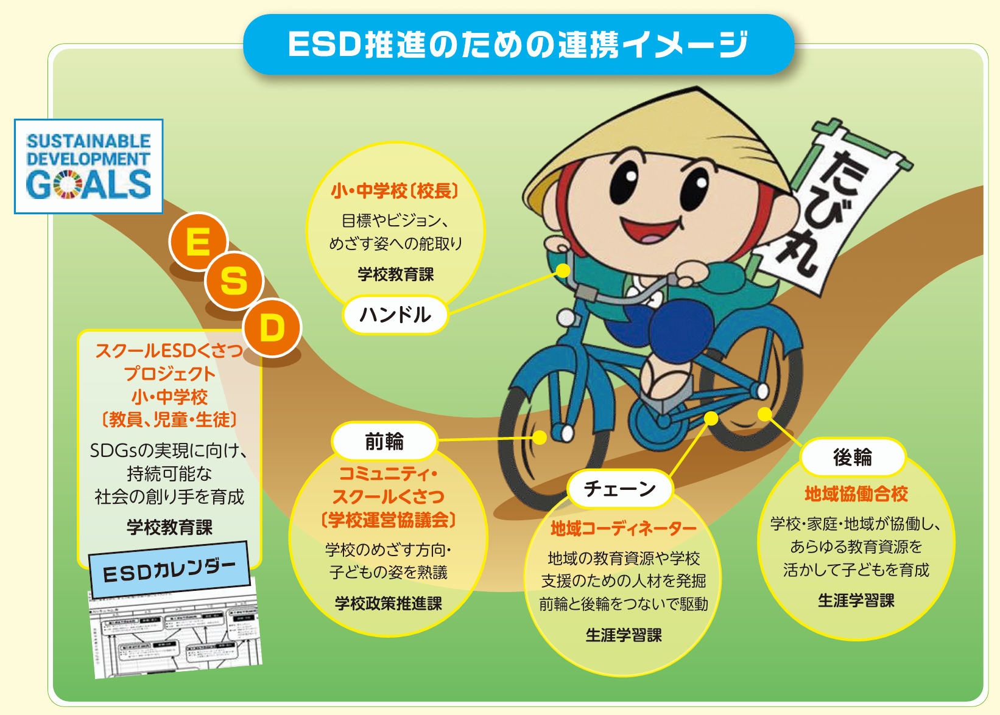 ESD推進のための連携イメージ
SUSTAINABLE
DEVELOPMENT
GOALS
E
S
D
スクールESDくさつ
プロジェクト
小・中学校
〔教員、児童・生徒〕
SDGsの実現に向け、
持続可能な
社会の創り手を育成
学校教育課
ESDカレンダー
小・中学校〔校長〕
目標やビジョン、
めざす姿への舵取り
学校教育課
ハンドル
たび丸
前輪
コミュニティ・
スクールくさつ
〔学校運営協議会〕
学校のめざす方向・
子どもの姿を熟議
学校政策推進課
チェーン
地域コーディネーター
地域の教育資源や学校
支援のための人材を発掘
前輪と後輪をつないで駆動
生涯学習課
後輪
地域協働合校
学校・家庭・地域が協働し、
あらゆる教育資源を
活かして子どもを育成
生涯学習課